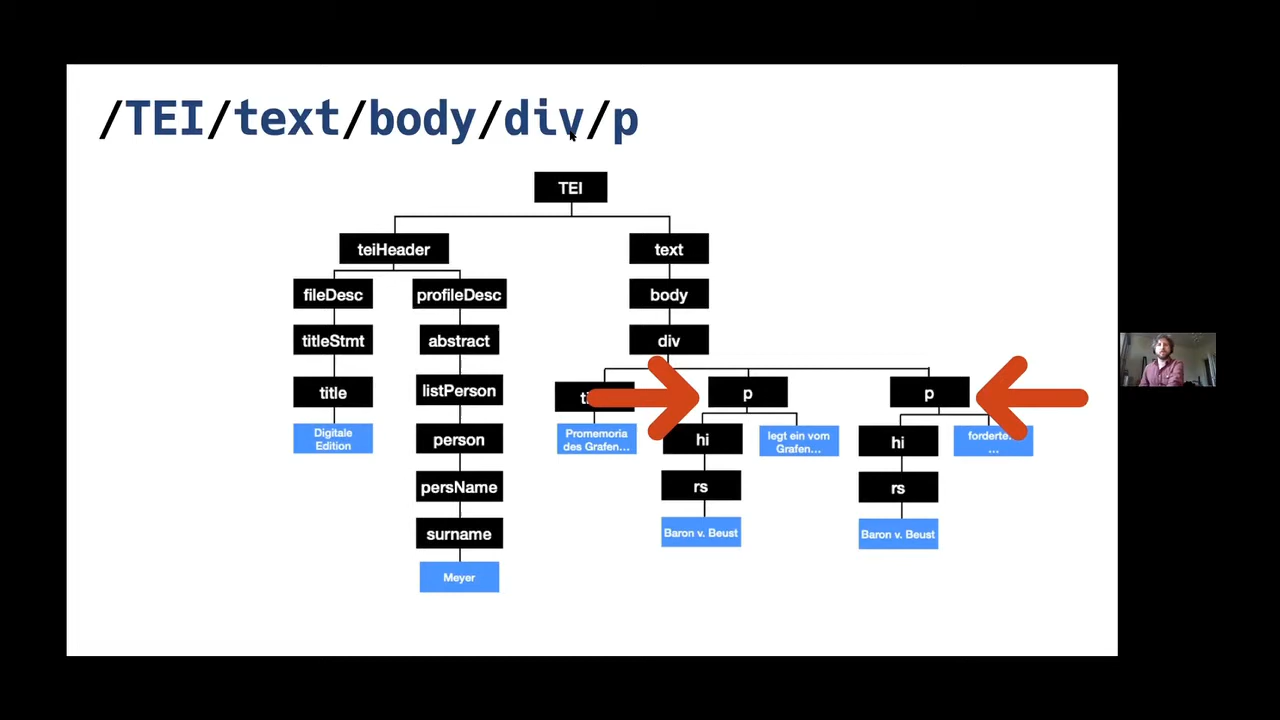 /TEI/text/body/div/p
TEI
teiHeader
text
fileDesc
profileDesc
body
titleStmt
abstract
div
title
listPerson
p
p
Digitale
Edition
person
Promemoria
des Grafen...
hi
legt ein vom
Grafen...
hi
...
persName
rs
rs
surname
Baron v. Beust
Baron v. Beust
Meyer